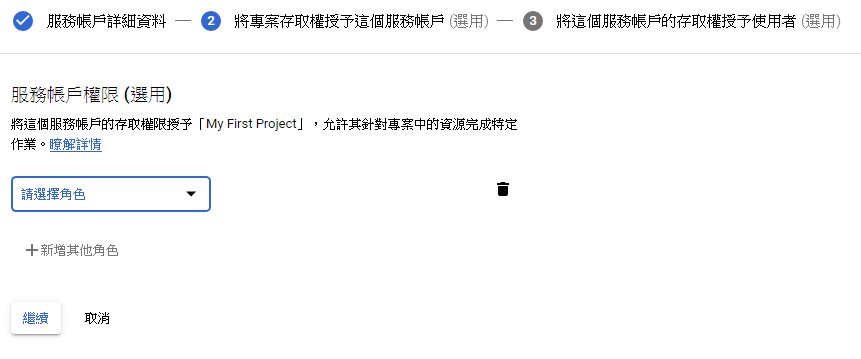 服務帳戶詳細資料 — 2 將專案存取權授予這個服務帳戶 (選用) — 3 將這個服務帳戶的存取權授予使用者 (選用)
服務帳戶權限 (選用)
將這個服務帳戶的存取權限授予「My First Project」，允許其針對專案中的資源完成特定
作業。瞭解詳情
請選擇角色
新增其他角色
繼續 取消